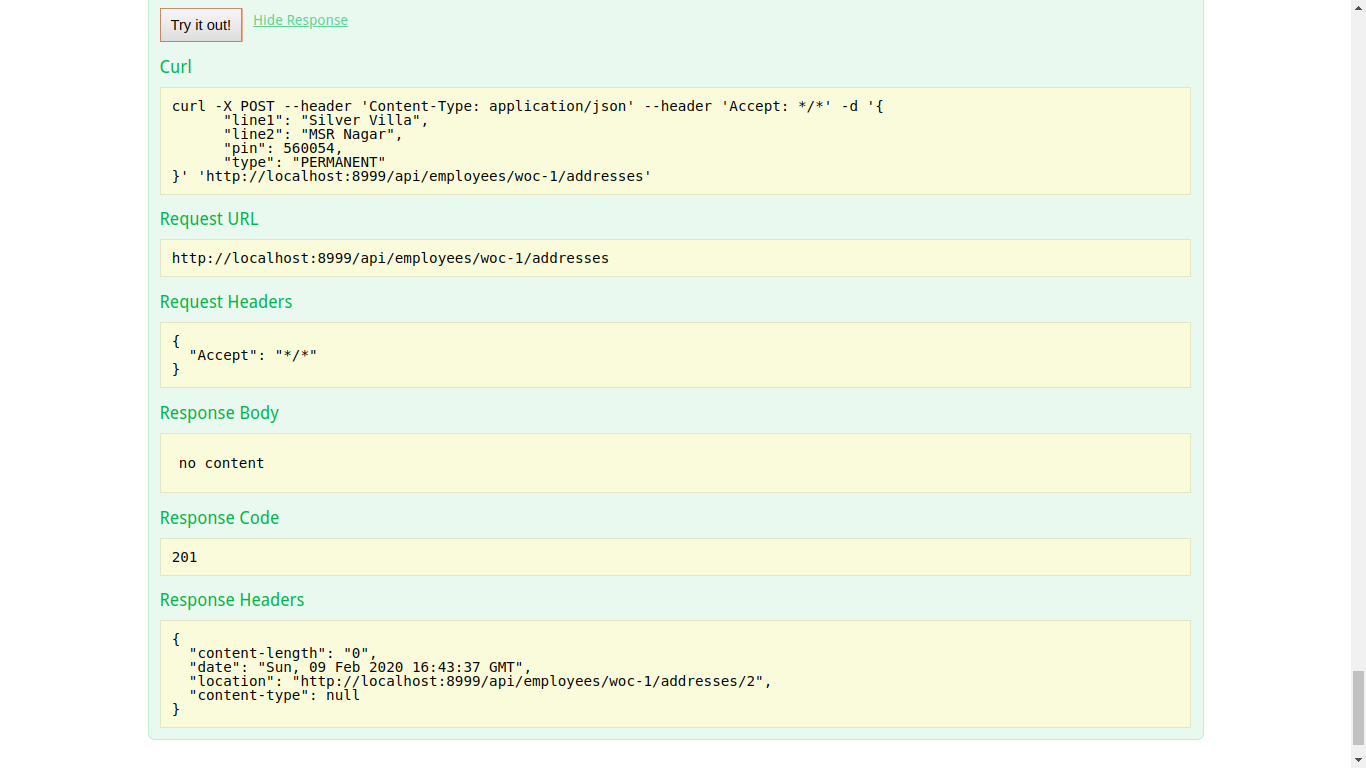 Try it out! Hide Response
Curl
curl -X POST --header 'Content-Type: application/json' --header 'Accept: */*' -d '{
      "line1": "Silver Villa",
      "line2": "MSR Nagar",
      "pin": 560054,
      "type": "PERMANENT"
}' 'http://localhost:8999/api/employees/woc-1/addresses'
Request URL
http://localhost:8999/api/employees/woc-1/addresses
Request Headers
{
  "Accept": "*/*"
}
Response Body
no content
Response Code
201
Response Headers
{
  "content-length": "0",
  "date": "Sun, 09 Feb 2020 16:43:37 GMT",
  "location": "http://localhost:8999/api/employees/woc-1/addresses/2",
  "content-type": null
}